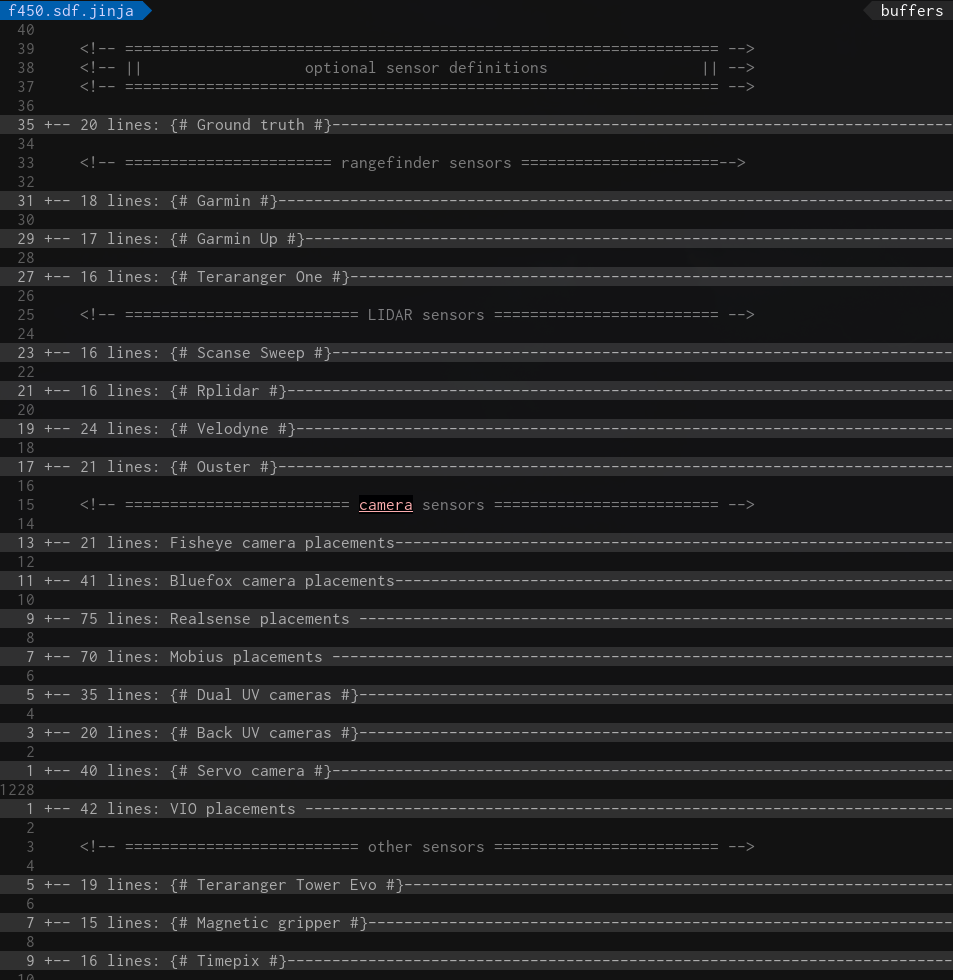 f450.sdf.jinja buffers
40
39 <!-- ================================================================== -->
38 <!-- || optional sensor definitions || -->
37 <!-- ================================================================== -->
36
35 +-- 20 lines: {# Ground truth #}---------------------------------------------------------------------
34
33 <!-- ======================= rangefinder sensors ======================-->
32
31 +-- 18 lines: {# Garmin #}---------------------------------------------------------------------------
30
29 +-- 17 lines: {# Garmin Up #}------------------------------------------------------------------------
28
27 +-- 16 lines: {# Teraranger One #}-------------------------------------------------------------------
26
25 <!-- ========================== LIDAR sensors ========================= -->
24
23 +-- 16 lines: {# Scanse Sweep #}---------------------------------------------------------------------
22
21 +-- 16 lines: {# Rplidar #}--------------------------------------------------------------------------
20
19 +-- 24 lines: {# Velodyne #}-------------------------------------------------------------------------
18
17 +-- 21 lines: {# Ouster #}---------------------------------------------------------------------------
16
15 <!-- ========================= camera sensors ========================= -->
14
13 +-- 21 lines: Fisheye camera placements--------------------------------------------------------------
12
11 +-- 41 lines: Bluefox camera placements--------------------------------------------------------------
10
9 +-- 75 lines: Realsense placements ------------------------------------------------------------------
8
7 +-- 70 lines: Mobius placements ---------------------------------------------------------------------
6
5 +-- 35 lines: {# Dual UV cameras #}------------------------------------------------------------------
4
3 +-- 20 lines: {# Back UV cameras #}------------------------------------------------------------------
2
1 +-- 40 lines: {# Servo camera #}---------------------------------------------------------------------
1228
1 +-- 42 lines: VIO placements ------------------------------------------------------------------------
2
3 <!-- ========================== other sensors ========================= -->
4
5 +-- 19 lines: {# Teraranger Tower Evo #}-------------------------------------------------------------
6
7 +-- 15 lines: {# Magnetic gripper #}-----------------------------------------------------------------
8
9 +-- 16 lines: {# Timepix #}--------------------------------------------------------------------------
10